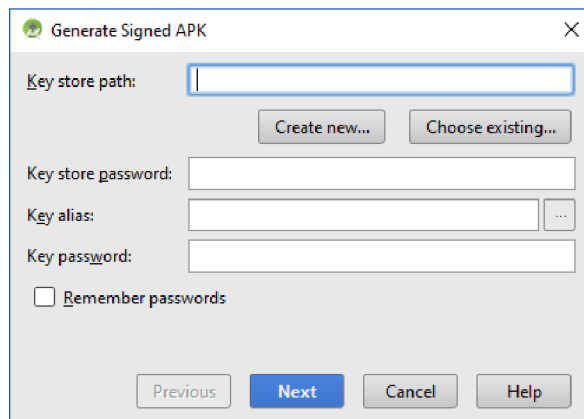 Generate Signed APK
Key store path:
Create new... Choose existing...
Key store password:
Key alias: ...
Key password:
Remember passwords
Previous Next Cancel Help